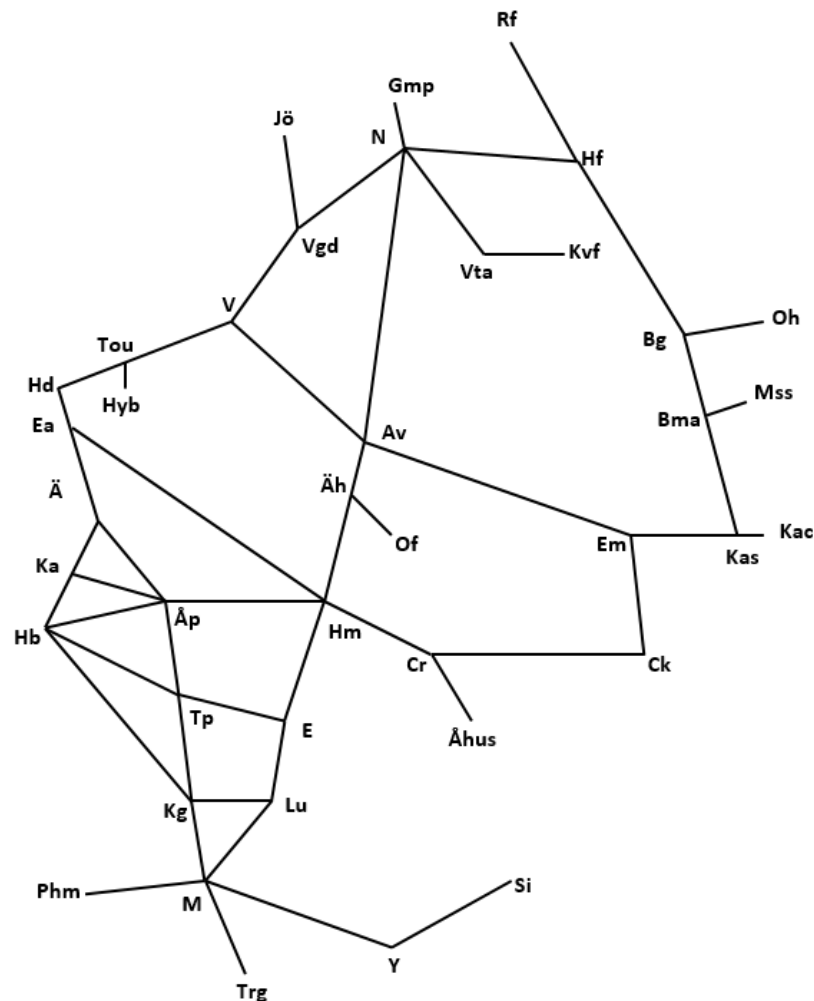 Rf
Gmp
Jö
N
Hf
Vgd
Vta
Kvf
V
Oh
Bg
Tou
Hd
Mss
Hyb
Bma
Ea
Av
Äh
Ä
Of
Em
Kac
Kas
Ka
Åp
Hb
Hm
Cr
Ck
Tp
E
Åhus
Kg
Lu
Phm
M
Si
Y
Trg